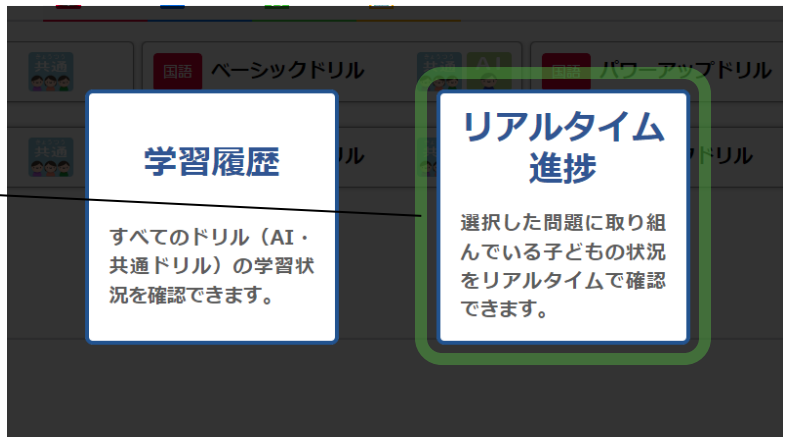 共通
国語 ベーシックドリル
共通 AI
国語 パワーアップドリル
共通
ドリル
共通
ドリル
学習履歴
すべてのドリル（AI・
共通ドリル）の学習状
況を確認できます。
リアルタイム
進捗
選択した問題に取り組
んでいる子どもの状況
をリアルタイムで確認
できます。